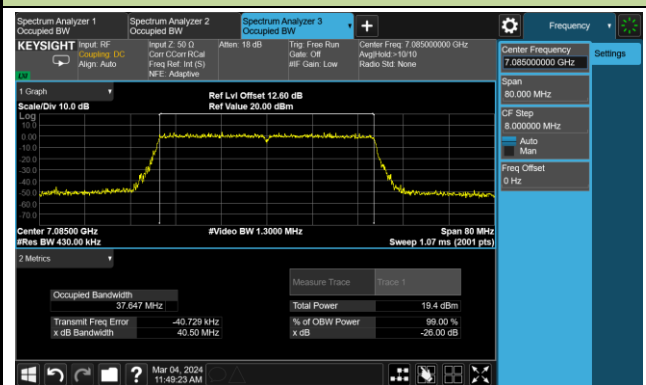 Spectrum Analyzer 1
Occupied BW
Spectrum Analyzer 2
Occupied BW
Spectrum Analyzer 3
Occupied BW
Frequency
KEYSIGHT
Input: RF
Coupling: DC
Align: Auto
Input Z: 50 Ω
Corr CCorr RCal
Freq Ref: Int (S)
NFE: Adaptive
Atten: 18 dB
Trig: Free Run
Gate: Off
#IF Gain: Low
Center Freq: 7.085000000 GHz
Avg|Hold:>10/10
Radio Std: None
Center Frequency
7.085000000 GHz
Settings
Span
80.000 MHz
CF Step
8.000000 MHz
Auto
Man
Freq Offset
0 Hz
1 Graph
Scale/Div 10.0 dB
Ref Lvl Offset 12.60 dB
Ref Value 20.00 dBm
Log
10.0
0.00
-10.0
-20.0
-30.0
-40.0
-50.0
-60.0
-70.0
Center 7.08500 GHz
#Res BW 430.00 kHz
#Video BW 1.3000 MHz
Span 80 MHz
Sweep 1.07 ms (2001 pts)
2 Metrics
Measure Trace
Trace 1
Occupied Bandwidth
37.647 MHz
Total Power
19.4 dBm
Transmit Freq Error
-40.729 kHz
% of OBW Power
99.00 %
x dB Bandwidth
40.50 MHz
x dB
-26.00 dB
Mar 04, 2024
11:49:23 AM